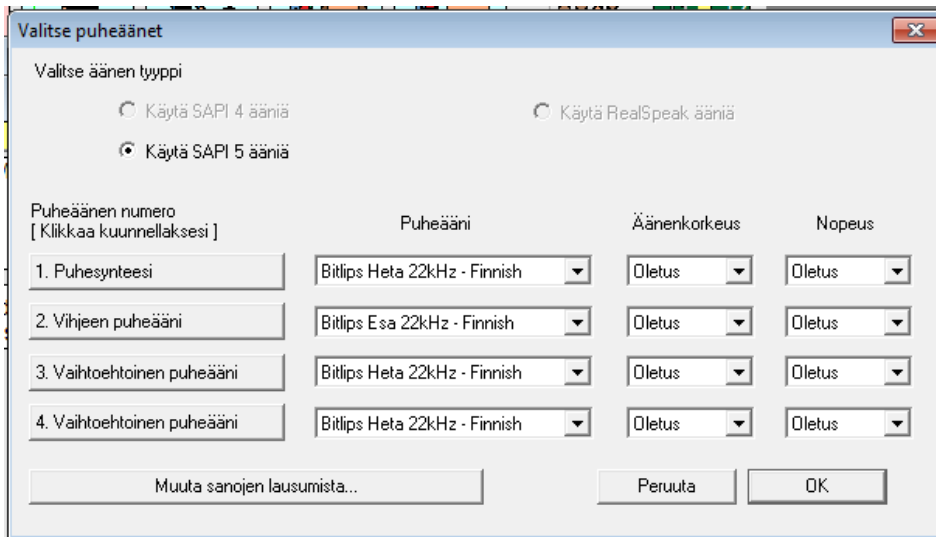 Valitse puheäänet
Valitse äänen tyyppi
Käytä SAPI 4 ääniä
Käytä RealSpeak ääniä
Käytä SAPI 5 ääniä
Puheäänen numero
[ Klikkaa kuunnellaksesi ]
Puheääni
Äänenkorkeus
Nopeus
1. Puhesynteesi
Bitlips Heta 22kHz - Finnish
Oletus
Oletus
2. Vihjeen puheääni
Bitlips Esa 22kHz - Finnish
Oletus
Oletus
3. Vaihtoehtoinen puheääni
Bitlips Heta 22kHz - Finnish
Oletus
Oletus
4. Vaihtoehtoinen puheääni
Bitlips Heta 22kHz - Finnish
Oletus
Oletus
Muuta sanojen lausumista...
Peruuta
OK